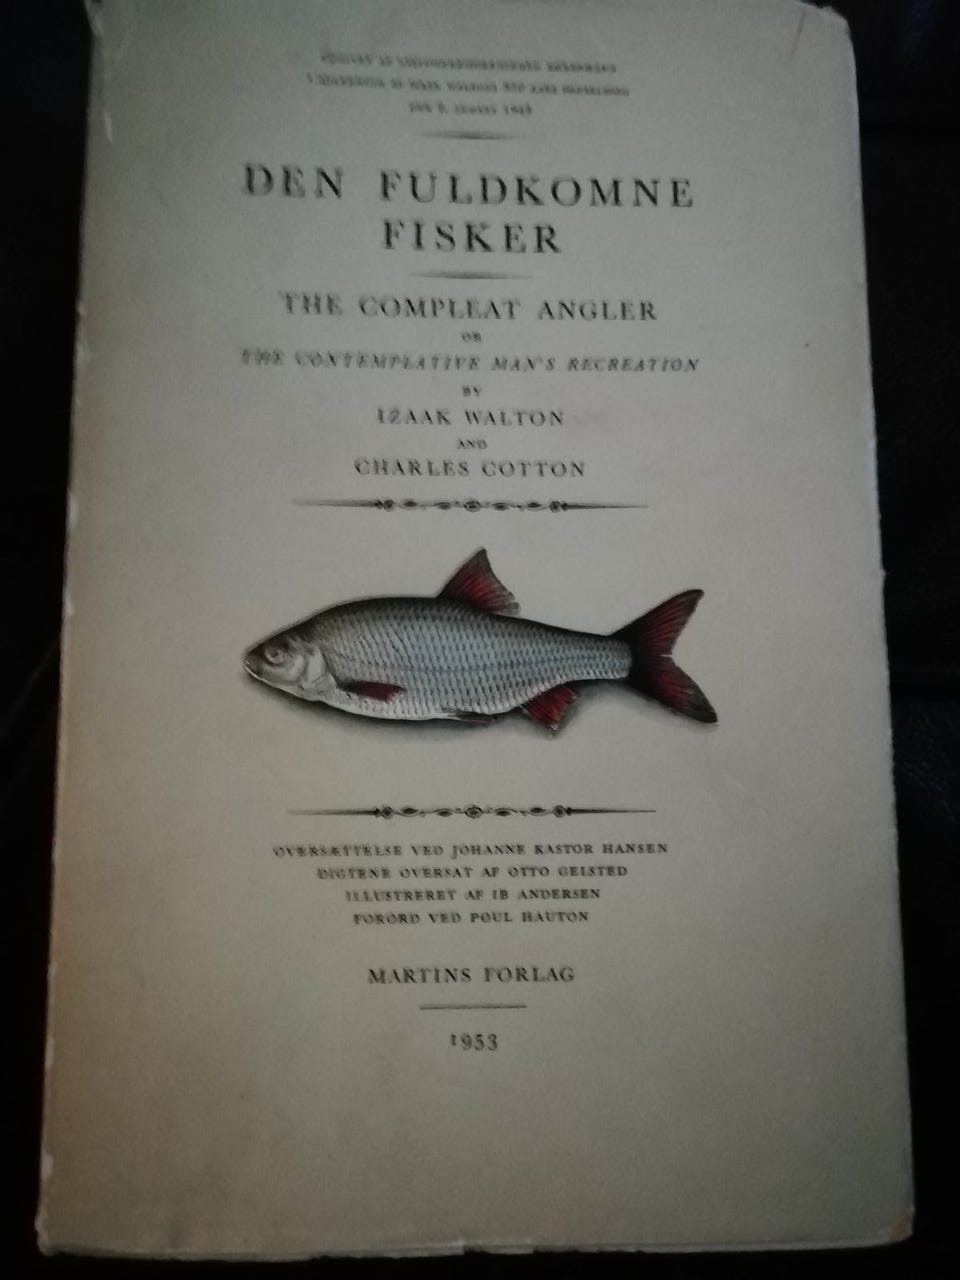 DEN FULDKOMNE
FISKER
THE COMPLEAT ANGLER
OR
THE CONTEMPLATIVE MAN'S RECREATION
BY
IZAAK WALTON
AND
CHARLES COTTON
OVERSÆTTELSE VED JOHANNE KASTOR HANSEN
DIGTENE OVERSAT AF OTTO GELSTED
ILLUSTRERET AF IB ANDERSEN
FORORD VED POUL HAUTON
MARTINS FORLAG
1953